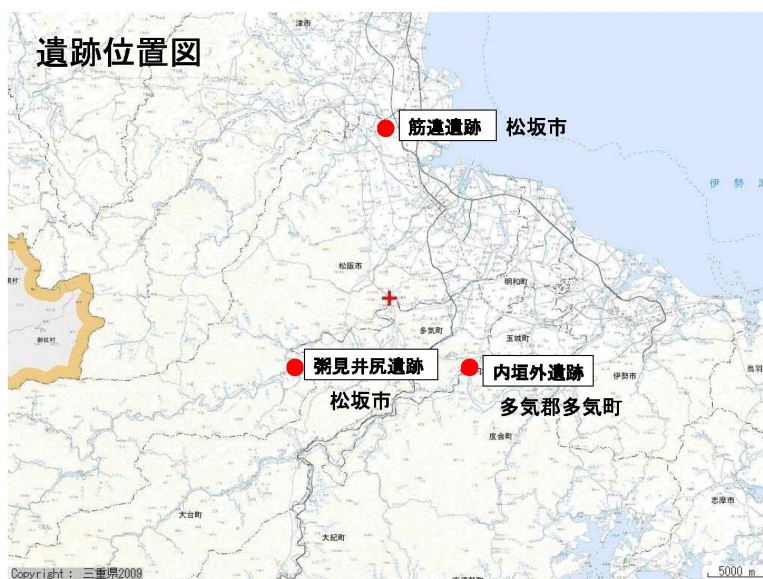 遺跡位置図
津市
筋違遺跡
松坂市
伊勢
松阪市
明和町
多気町
玉城町
粥見井尻遺跡
松坂市
内垣外遺跡
多気郡多気町
伊勢市
鳥羽
度会町
志摩市
大台町
大紀町
御杖村
Copyright : 三重県2009
5000 m